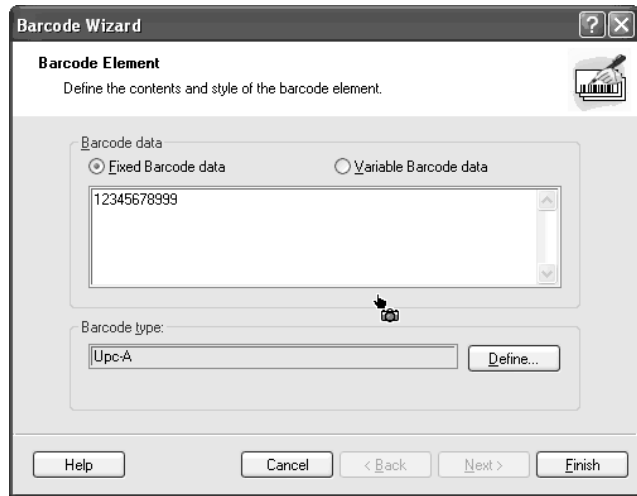 Barcode Wizard
Barcode Element
Define the contents and style of the barcode element.
Barcode data
Fixed Barcode data Variable Barcode data
12345678999
Barcode type:
Upc-A Define...
Help Cancel < Back Next > Finish